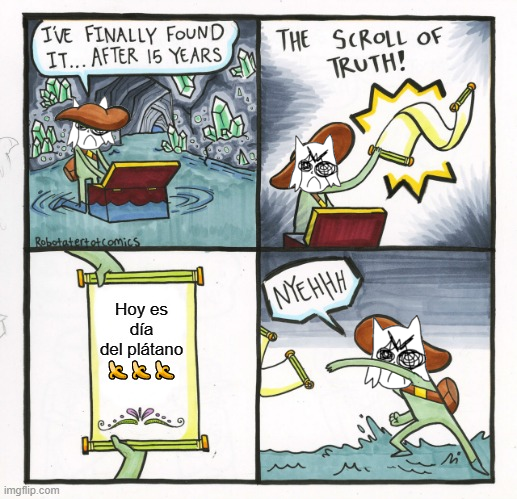 I'VE FINALLY FOUND
IT... AFTER 15 YEARS
THE SCROLL OF
TRUTH!
Robotatertotcomics
Hoy es
día
del plátano
🍌🍌🍌
NYEHHH
imgflip.com